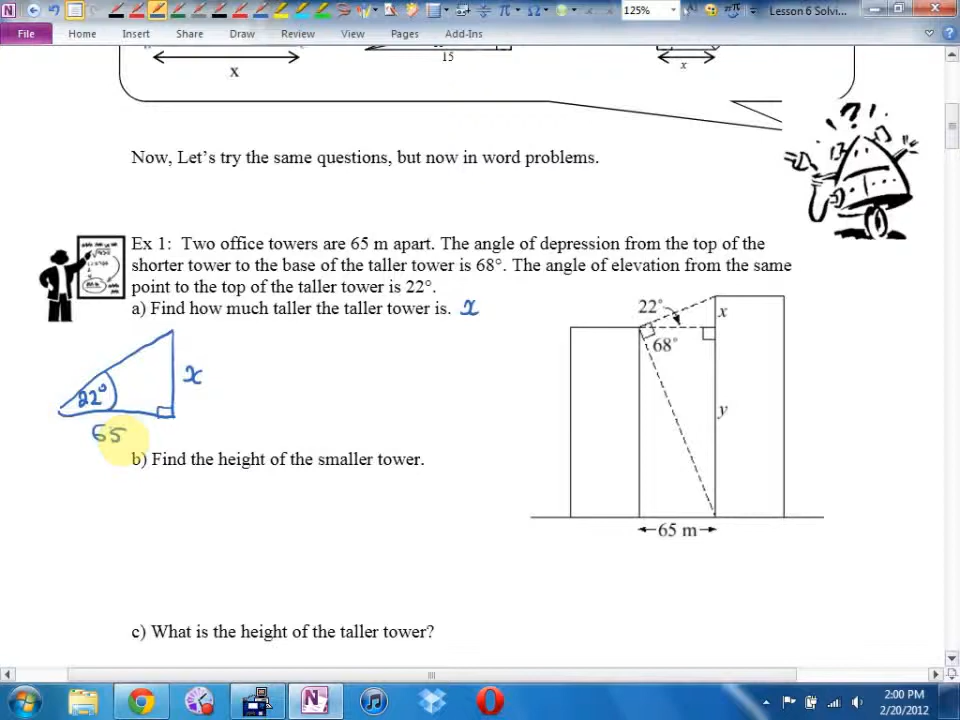 125%
Lesson 6 Solvi...
File Home Insert Share Draw Review View Pages Add-Ins
x
15
x
Now, Let's try the same questions, but now in word problems.
Ex 1: Two office towers are 65 m apart. The angle of depression from the top of the
shorter tower to the base of the taller tower is 68°. The angle of elevation from the same
point to the top of the taller tower is 22°.
a) Find how much taller the taller tower is. x
22°
x
68°
22°
x
y
65
b) Find the height of the smaller tower.
65 m
c) What is the height of the taller tower?
2:00 PM
2/20/2012